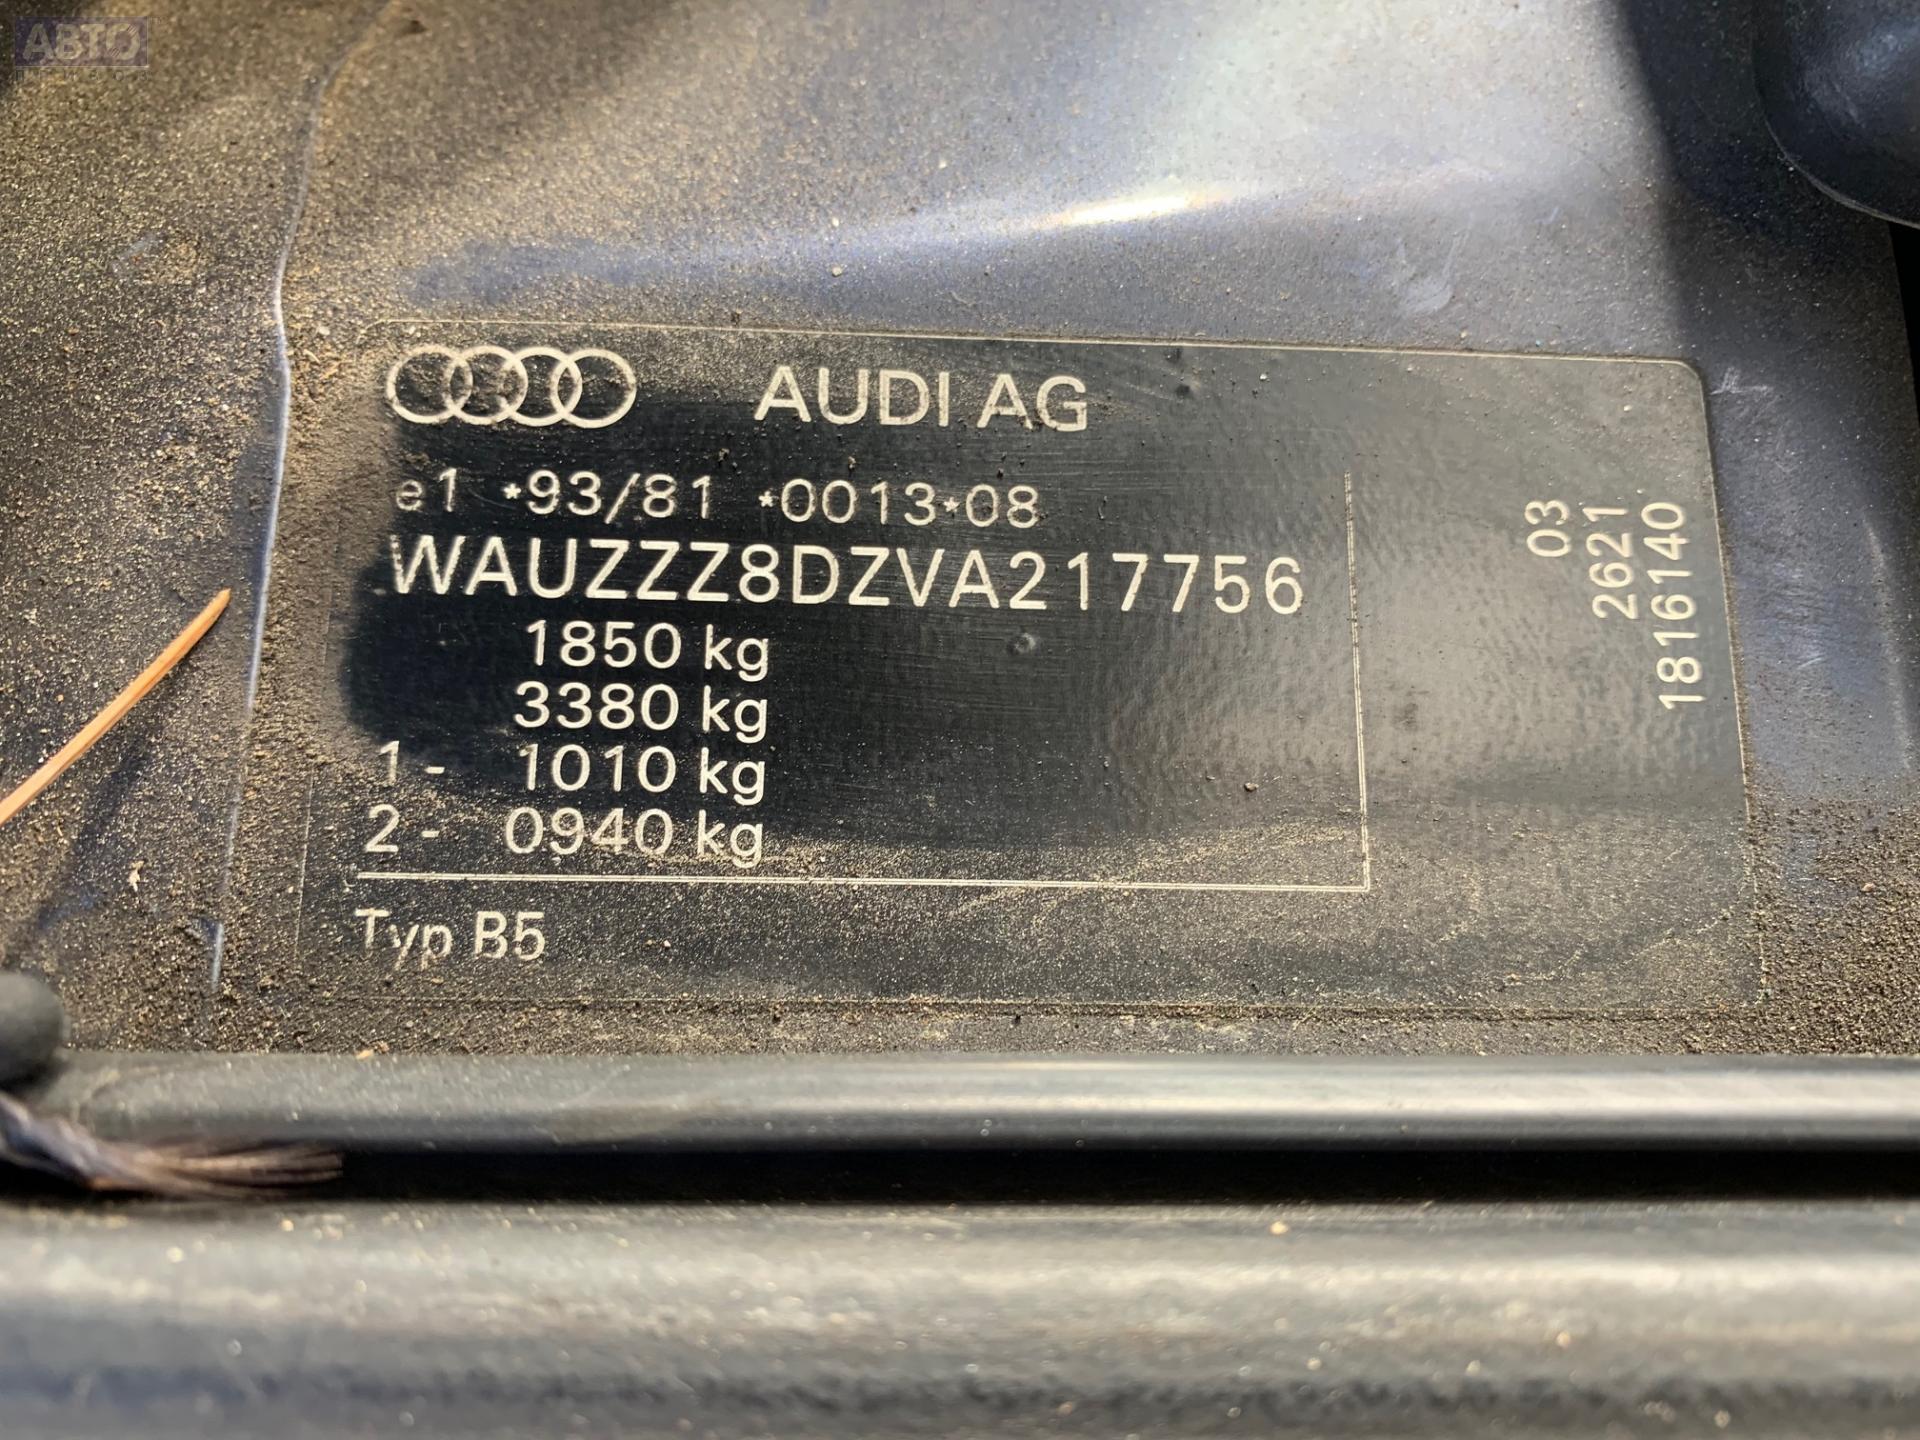 АВТО
ПРИВОЗ
AUDI AG
e1 *93/81 *0013*08
WAUZZZ8DZVA217756
1850 kg
3380 kg
1- 1010 kg
2- 0940 kg
Typ B5
03
2621
1816140